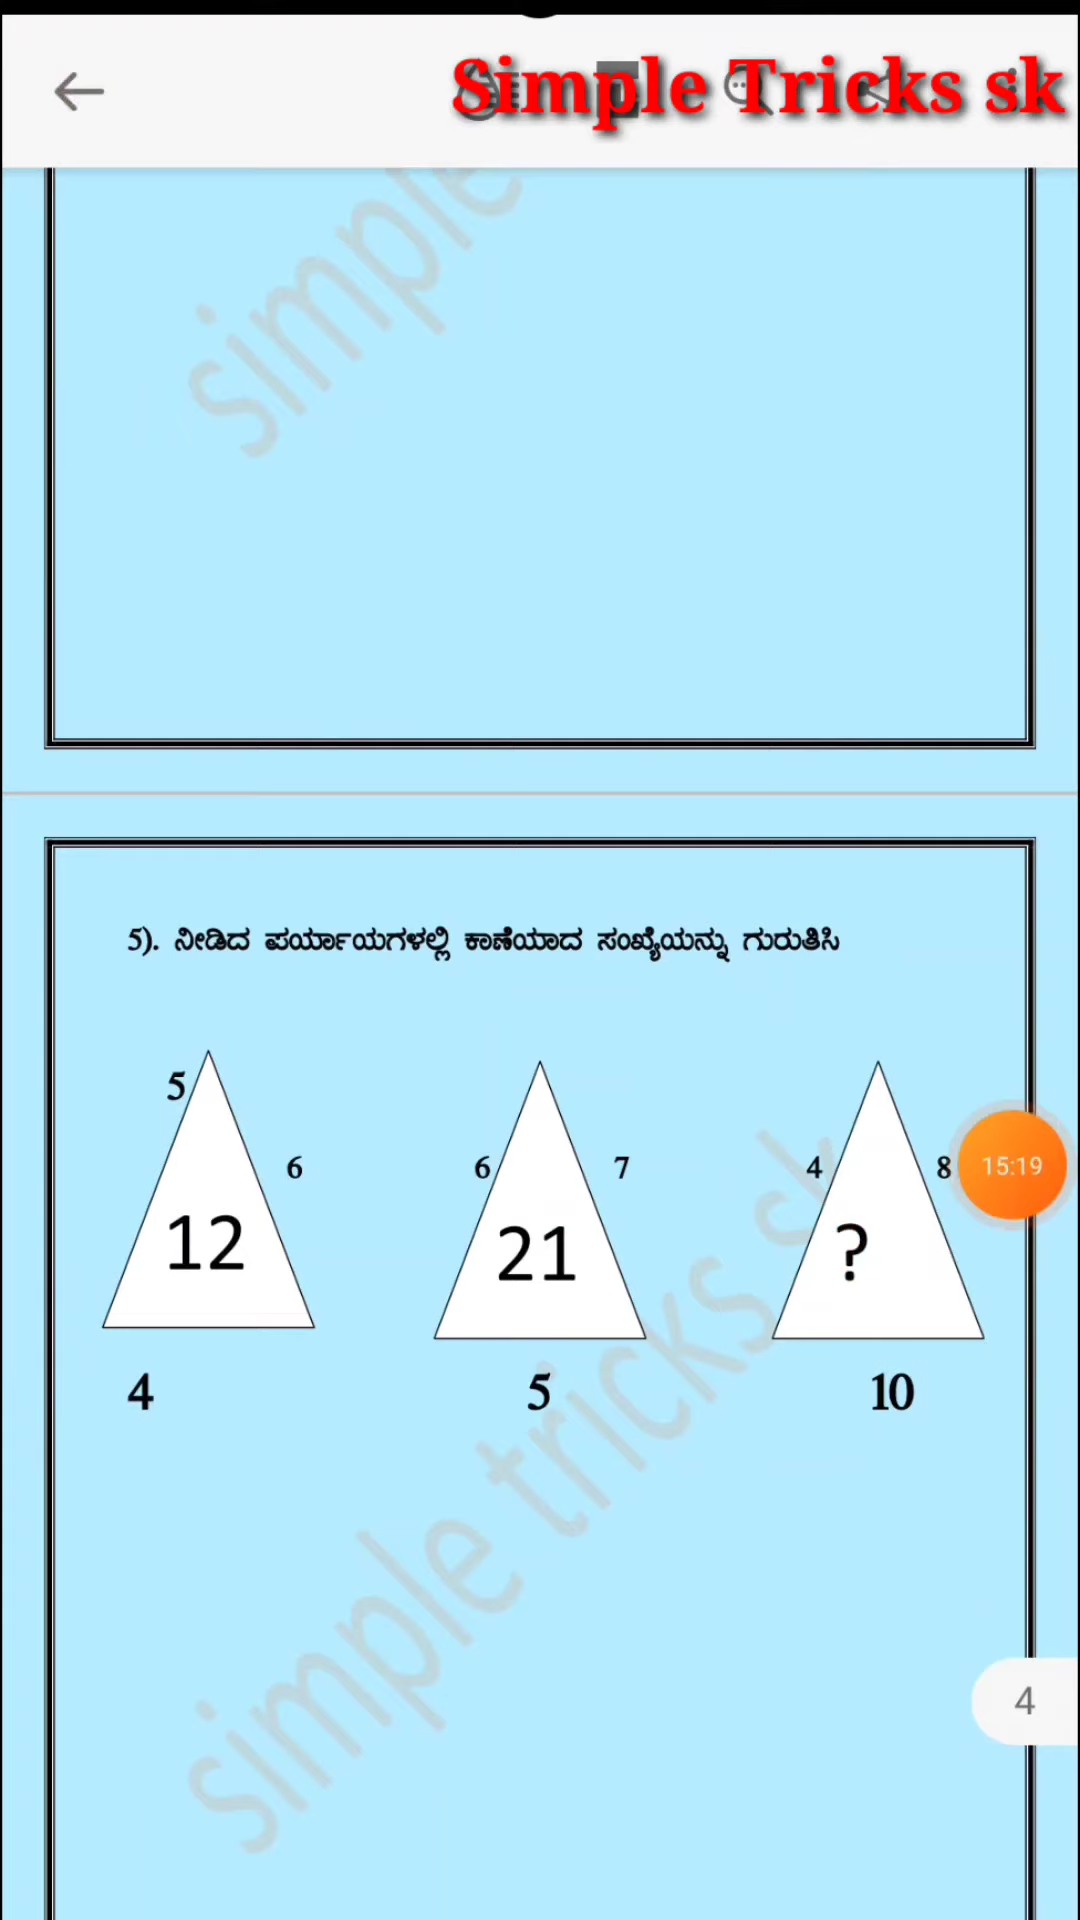 Simple Tricks sk
simple
5). ನೀಡಿದ ಪರ್ಯಾಯಗಳಲ್ಲಿ ಕಾಣೆಯಾದ ಸಂಖ್ಯೆಯನ್ನು ಗುರುತಿಸಿ
5
6 6 7 4 8 15:19
12 21 ?
4 5 10
simple tricks sk
4